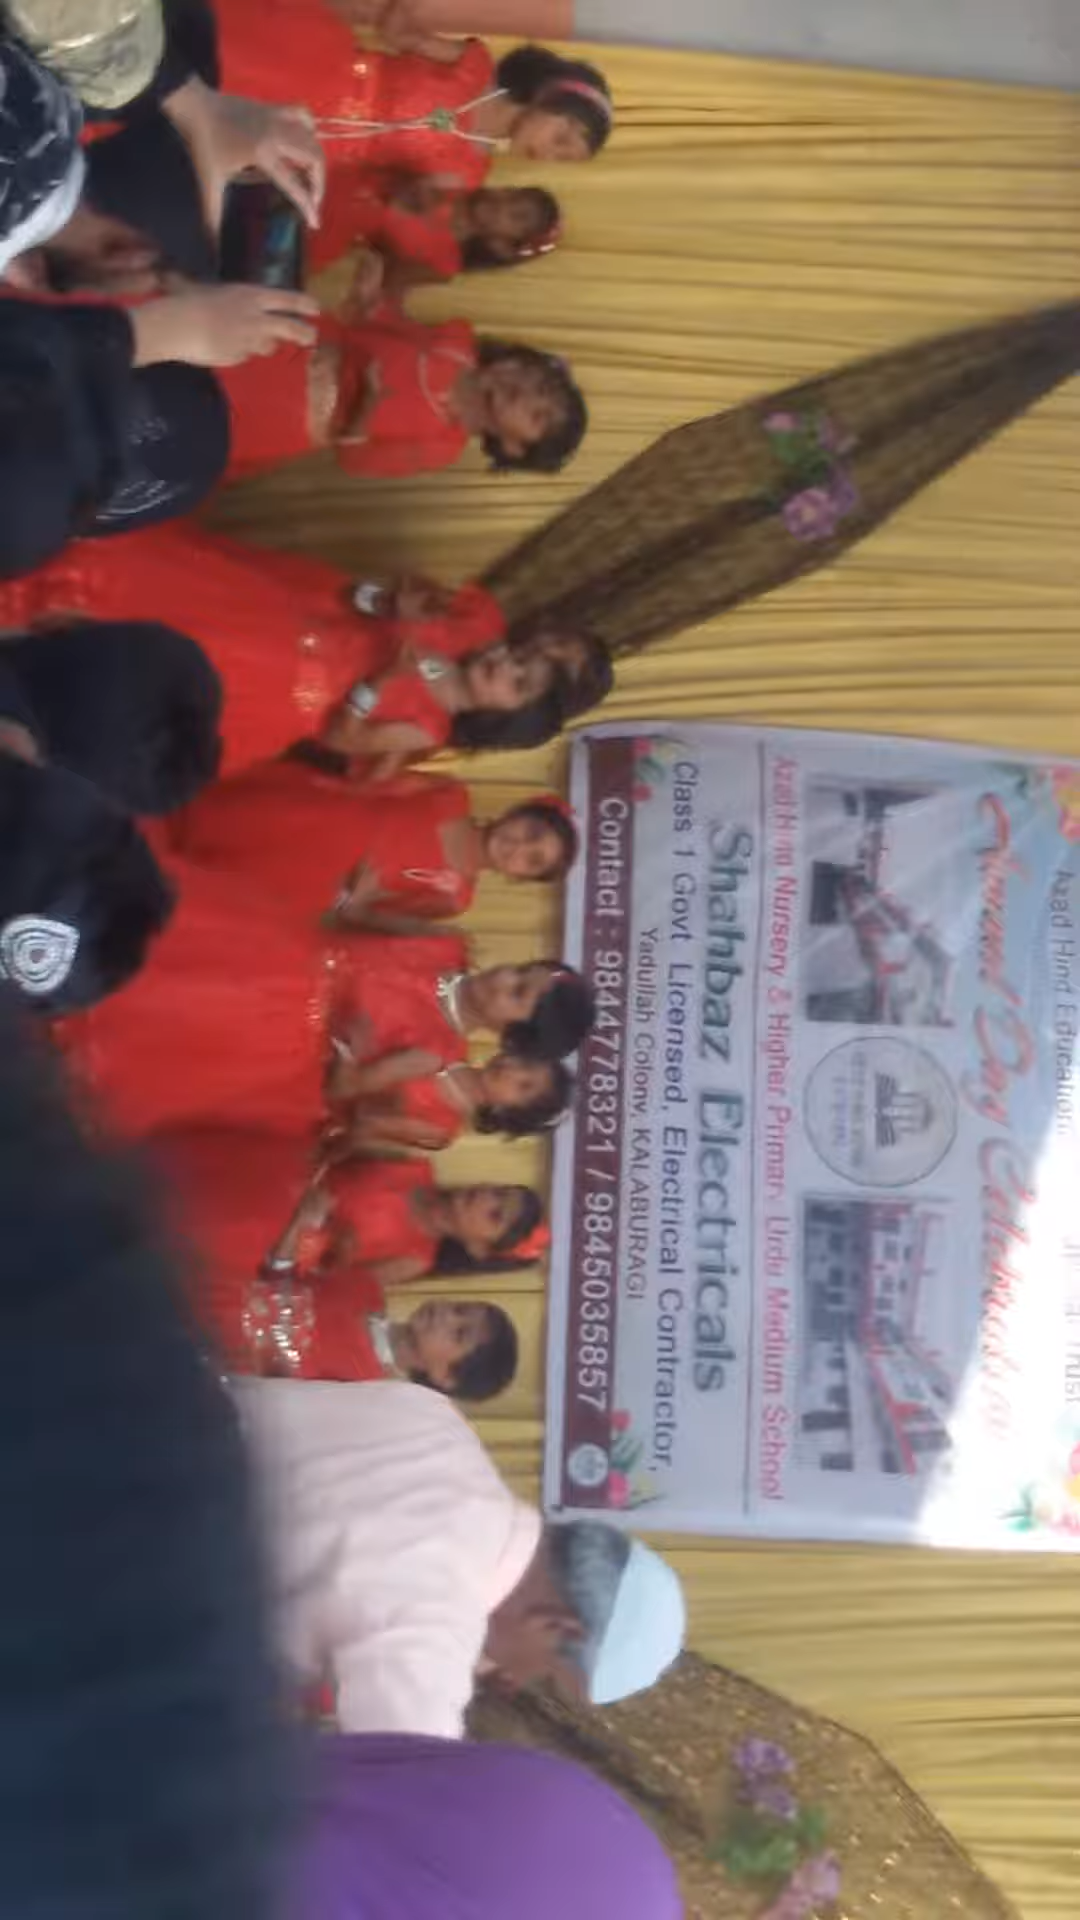 Azad Hind Education
Trust
Annual Day Celebration
Azad Hind Nursery & Higher Primary Urdu Medium School
Shahbaz Electricals
Class 1 Govt Licensed, Electrical Contractor,
Yadullah Colony, KALABURAGI
Contact : 9844778321 / 9845035857